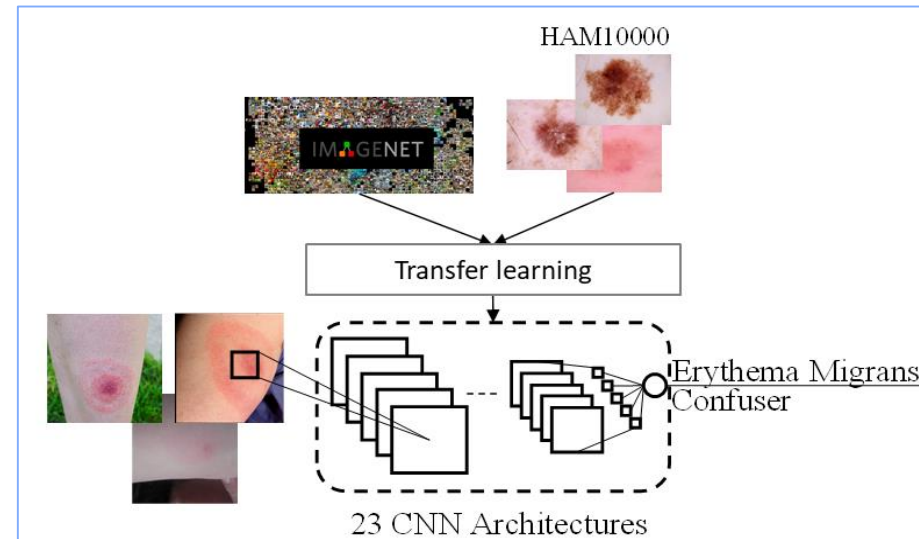 HAM10000
IMAGENET
Transfer learning
Erythema Migrans
Confuser
23 CNN Architectures